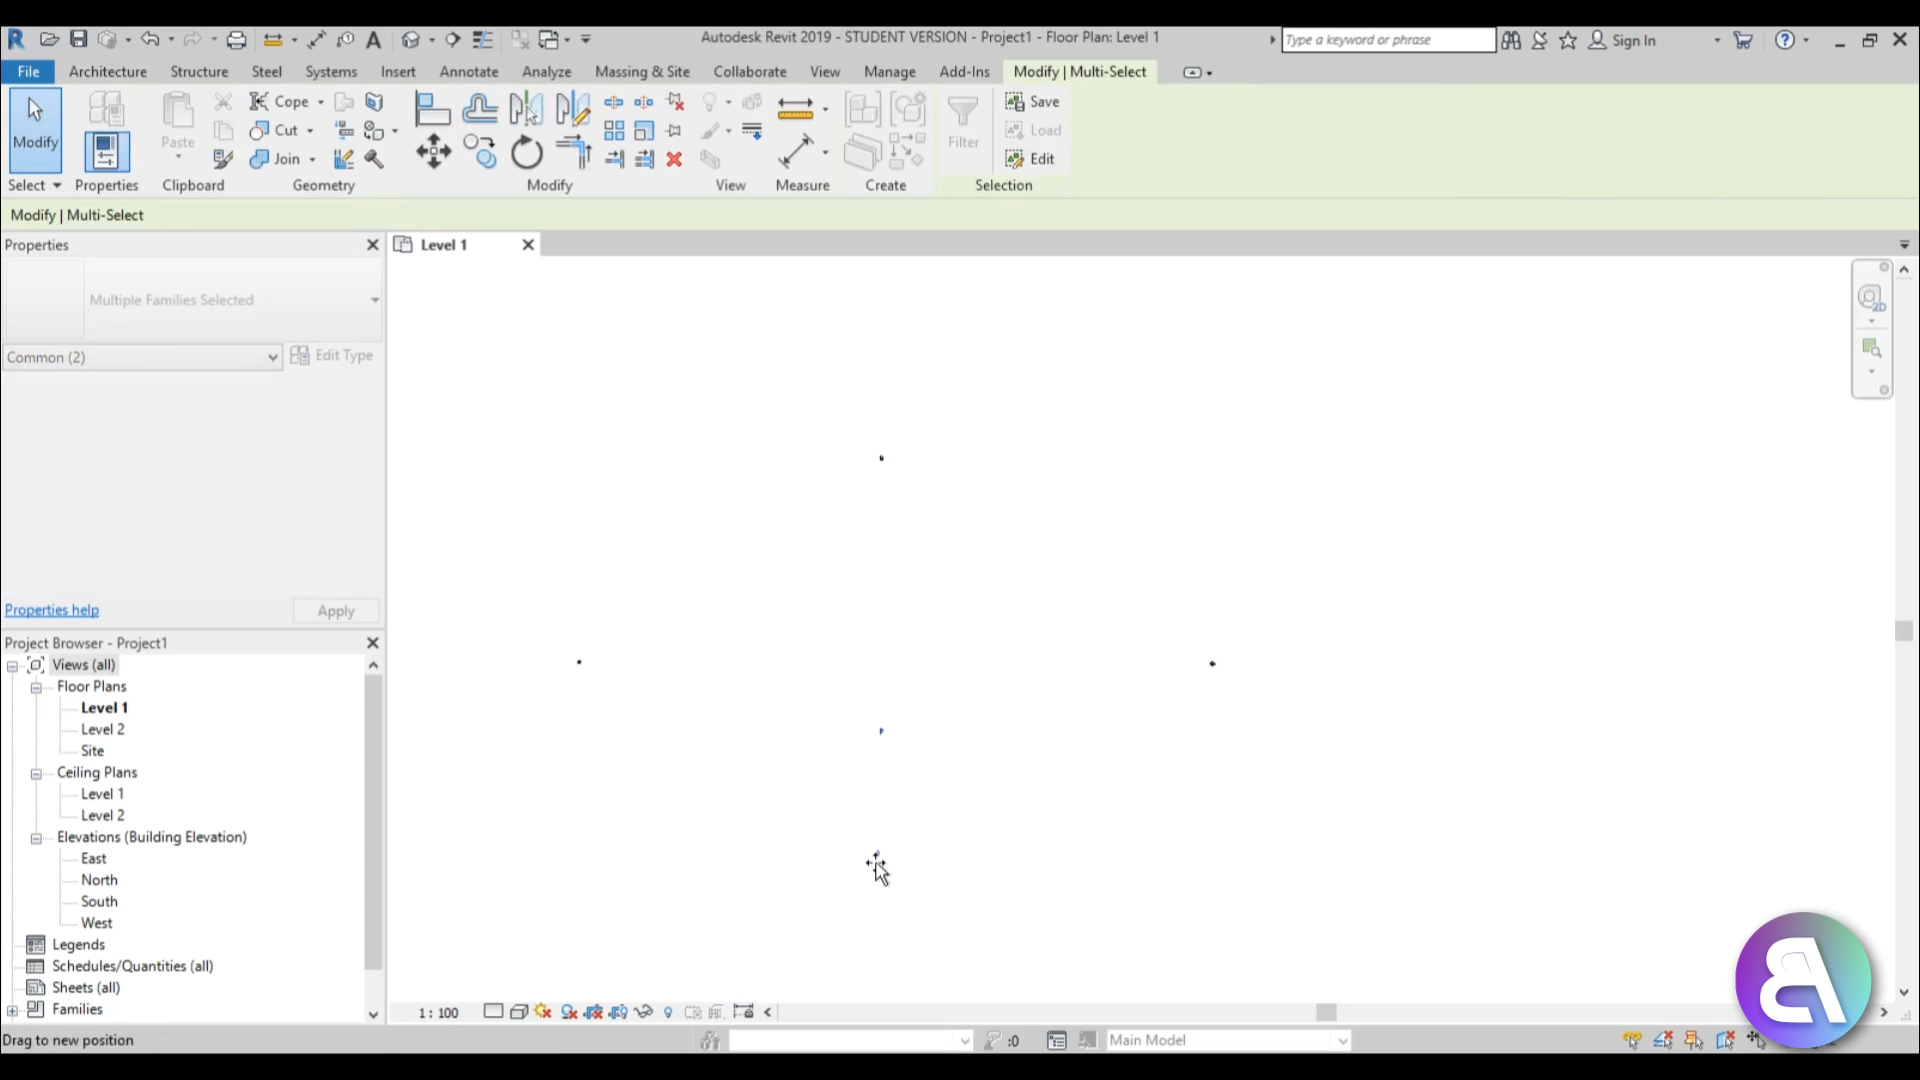 Autodesk Revit 2019 - STUDENT VERSION - Project1 - Floor Plan: Level 1
Type a keyword or phrase
Sign In
File Architecture Structure Steel Systems Insert Annotate Analyze Massing & Site Collaborate View Manage Add-Ins Modify | Multi-Select
Modify Paste Cope Filter Save
Cut Load
Join Edit
Select Properties Clipboard Geometry Modify View Measure Create Selection
Modify | Multi-Select
Properties
Level 1
Multiple Families Selected
Common (2) Edit Type
2D
Properties help Apply
Project Browser - Project1
Views (all)
Floor Plans
Level 1
Level 2
Site
Ceiling Plans
Level 1
Level 2
Elevations (Building Elevation)
East
North
South
West
Legends
Schedules/Quantities (all)
Sheets (all)
Families
1 : 100
Drag to new position
:0
Main Model